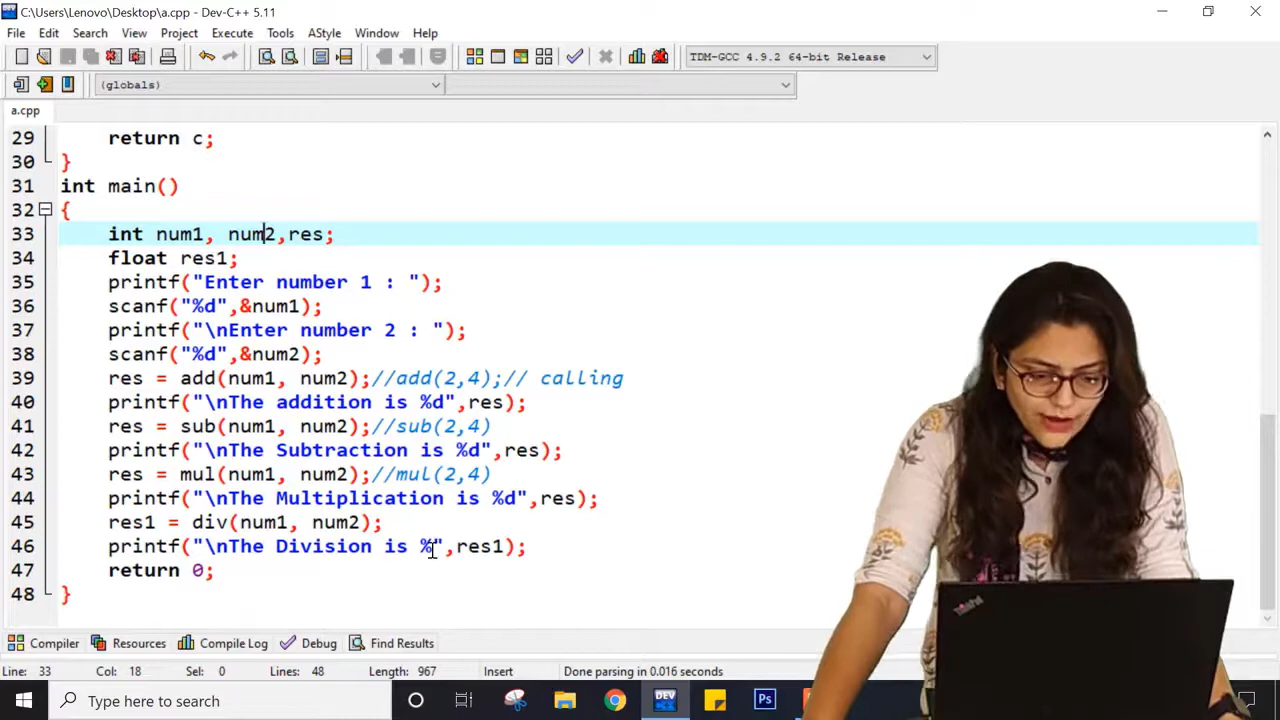 C:\Users\Lenovo\Desktop\a.cpp - Dev-C++ 5.11
File Edit Search View Project Execute Tools AStyle Window Help
TDM-GCC 4.9.2 64-bit Release
(globals)
a.cpp
29 return c;
30 }
31 int main()
32 {
33 int num1, num2,res;
34 float res1;
35 printf("Enter number 1 : ");
36 scanf("%d",&num1);
37 printf("\nEnter number 2 : ");
38 scanf("%d",&num2);
39 res = add(num1, num2);//add(2,4);// calling
40 printf("\nThe addition is %d",res);
41 res = sub(num1, num2);//sub(2,4)
42 printf("\nThe Subtraction is %d",res);
43 res = mul(num1, num2);//mul(2,4)
44 printf("\nThe Multiplication is %d",res);
45 res1 = div(num1, num2);
46 printf("\nThe Division is %",res1);
47 return 0;
48 }
Compiler Resources Compile Log Debug Find Results
Line: 33 Col: 18 Sel: 0 Lines: 48 Length: 967 Insert Done parsing in 0.016 seconds
Type here to search DEV Ps
ThinkPad